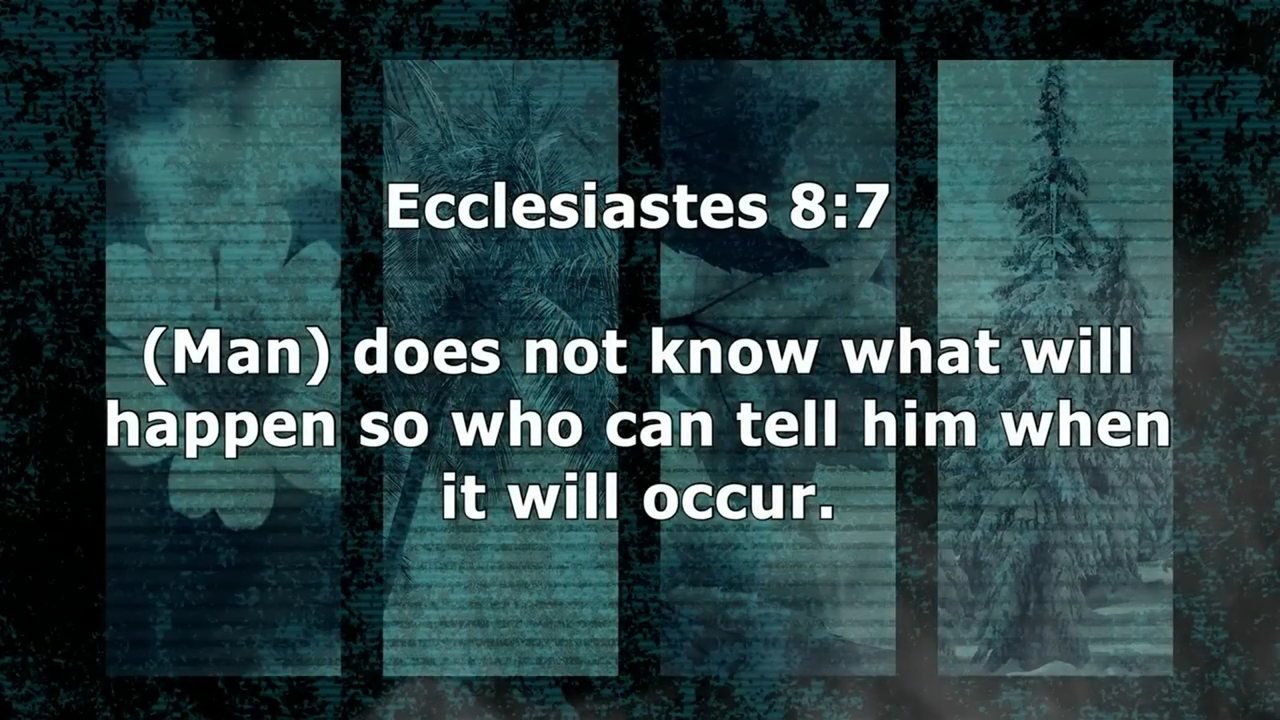 Ecclesiastes 8:7
(Man) does not know what will
happen so who can tell him when
it will occur.